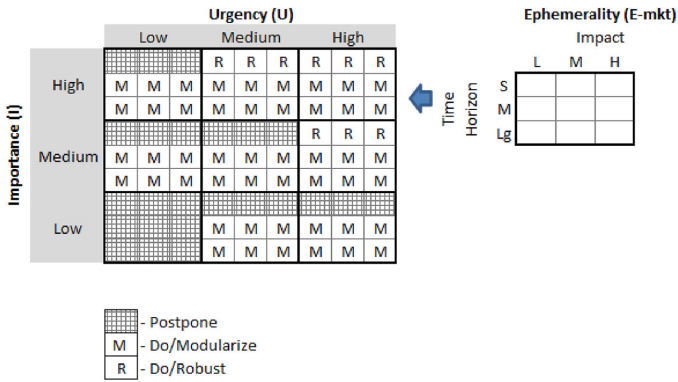 Urgency (U)
Ephemerality (E-mkt)
Low Medium High
Impact
L M H
Importance (I)
High
R R R R R R
M M M M M M M M M
M M M M M M M M M
Time Horizon
S
M
Lg
Medium
R R R
M M M M M M M M M
M M M M M M M M M
Low
M M M M M M
M M M M M M
- Postpone
M - Do/Modularize
R - Do/Robust